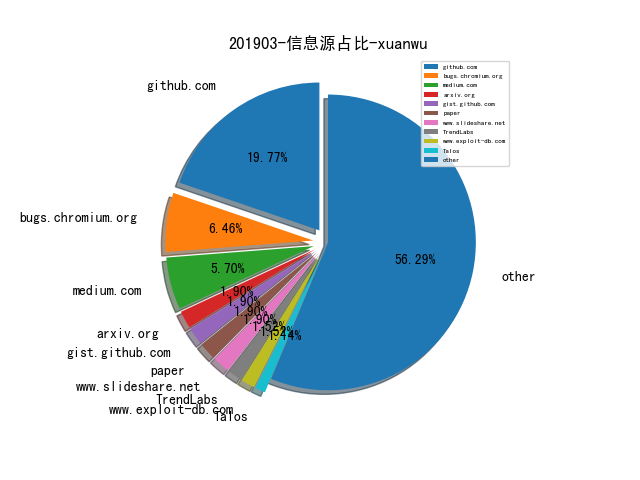 201903-信息源占比-xuanwu
github.com
bugs.chromium.org
medium.com
arxiv.org
gist.github.com
paper
www.slideshare.net
TrendLabs
www.exploit-db.com
Talos
other
github.com
19.77%
bugs.chromium.org
6.46%
medium.com
5.70%
arxiv.org
1.90%
gist.github.com
1.90%
paper
1.90%
www.slideshare.net
1.90%
TrendLabs
1.52%
www.exploit-db.com
1.52%
Talos
1.14%
other
56.29%